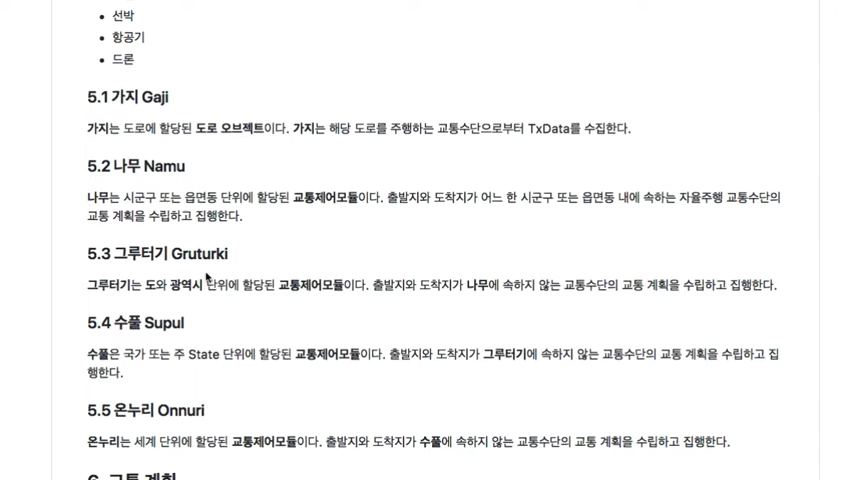 선박
항공기
드론
5.1 가지 Gaji
가지는 도로에 할당된 도로 오브젝트이다. 가지는 해당 도로를 주행하는 교통수단으로부터 TxData를 수집한다.
5.2 나무 Namu
나무는 시군구 또는 읍면동 단위에 할당된 교통제어모듈이다. 출발지와 도착지가 어느 한 시군구 또는 읍면동 내에 속하는 자율주행 교통수단의
교통 계획을 수립하고 집행한다.
5.3 그루터기 Gruturki
그루터기는 도와 광역시 단위에 할당된 교통제어모듈이다. 출발지와 도착지가 나무에 속하지 않는 교통수단의 교통 계획을 수립하고 집행한다.
5.4 수풀 Supul
수풀은 국가 또는 주 State 단위에 할당된 교통제어모듈이다. 출발지와 도착지가 그루터기에 속하지 않는 교통수단의 교통 계획을 수립하고 집
행한다.
5.5 온누리 Onnuri
온누리는 세계 단위에 할당된 교통제어모듈이다. 출발지와 도착지가 수풀에 속하지 않는 교통수단의 교통 계획을 수립하고 집행한다.
6. 교통 계획